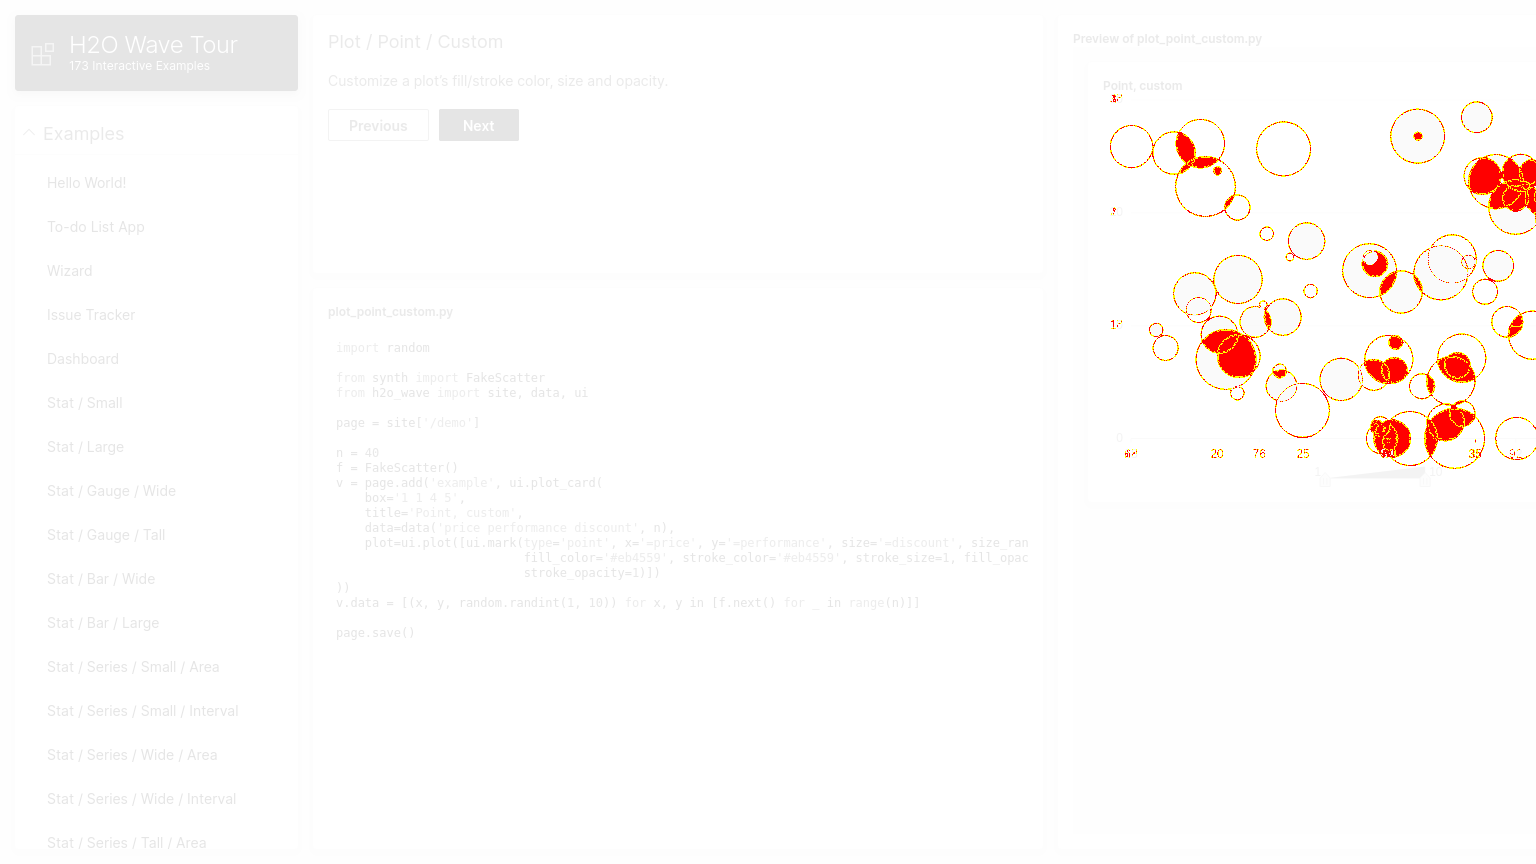 H2O Wave Tour
173 Interactive Examples
Examples
Hello World!
To-do List App
Wizard
Issue Tracker
Dashboard
Stat / Small
Stat / Large
Stat / Gauge / Wide
Stat / Gauge / Tall
Stat / Bar / Wide
Stat / Bar / Large
Stat / Series / Small / Area
Stat / Series / Small / Interval
Stat / Series / Wide / Area
Stat / Series / Wide / Interval
Stat / Series / Tall / Area
Plot / Point / Custom
Customize a plot's fill/stroke color, size and opacity.
Previous
Next
plot_point_custom.py
import random
from synth import FakeScatter
from h2o_wave import site, data, ui
page = site['/demo']
n = 40
f = FakeScatter()
v = page.add('example', ui.plot_card(
box='1 1 4 5',
title='Point, custom',
data=data('price performance discount', n),
plot=ui.plot([ui.mark(type='point', x='=price', y='=performance', size='=discount', size_ran
fill_color='#eb4559', stroke_color='#eb4559', stroke_size=1, fill_opac
stroke_opacity=1)])
))
v.data = [(x, y, random.randint(1, 10)) for x, y in [f.next() for _ in range(n)]]
page.save()
Preview of plot_point_custom.py
Point, custom
0
20
76
25